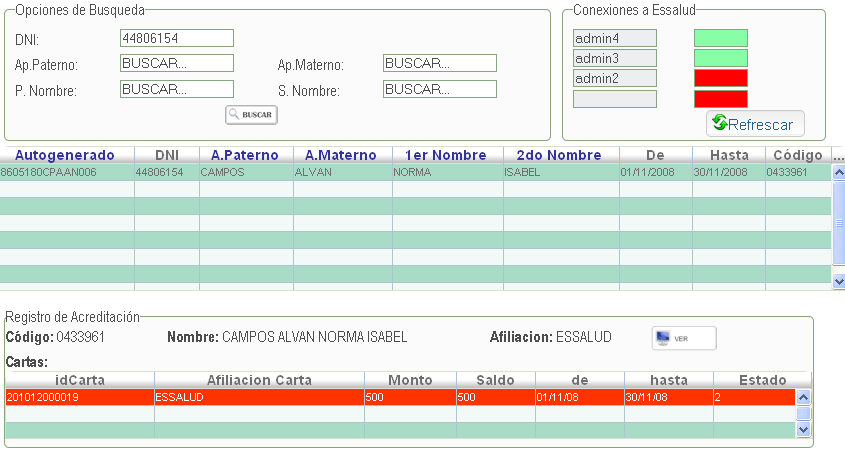 Opciones de Busqueda
DNI: 44806154
Ap.Paterno: BUSCAR... Ap.Materno: BUSCAR...
P. Nombre: BUSCAR... S. Nombre: BUSCAR...
BUSCAR
Conexiones a Essalud
admin4
admin3
admin2
Refrescar
Autogenerado DNI A.Paterno A.Materno 1er Nombre 2do Nombre De Hasta Código ...
8605180CPAAN006 44806154 CAMPOS ALVAN NORMA ISABEL 01/11/2008 30/11/2008 0433961
Registro de Acreditación
Código: 0433961 Nombre: CAMPOS ALVAN NORMA ISABEL Afiliacion: ESSALUD VER
Cartas:
idCarta Afiliacion Carta Monto Saldo de hasta Estado
201012000019 ESSALUD 500 500 01/11/08 30/11/08 2